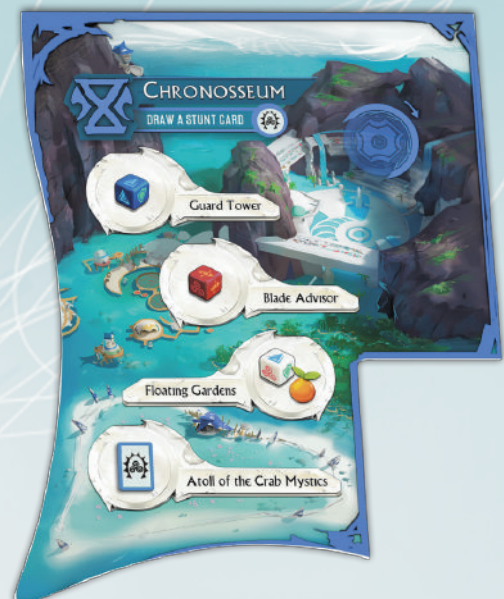 CHRONOSSEUM
DRAW A STUNT CARD
Guard Tower
Blade Advisor
Floating Gardens
Atoll of the Crab Mystics